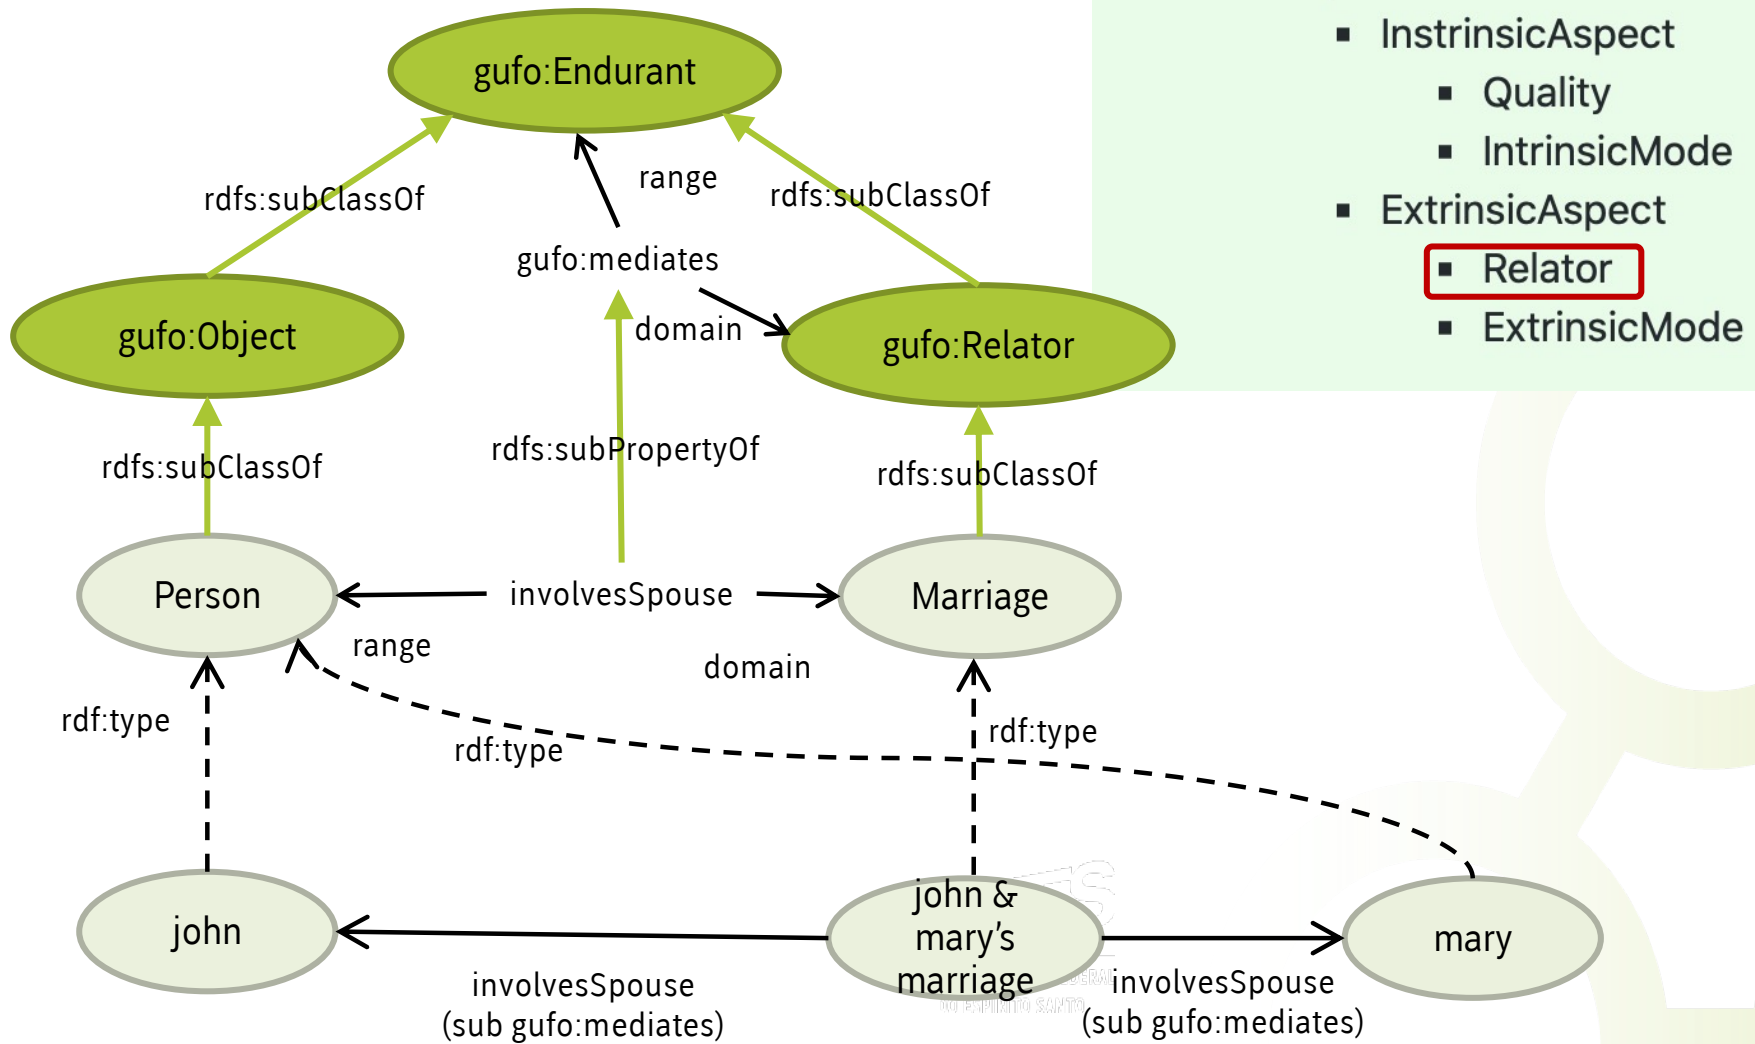 InstrinsicAspect
Quality
IntrinsicMode
ExtrinsicAspect
Relator
ExtrinsicMode
gufo:Endurant
range
rdfs:subClassOf
rdfs:subClassOf
gufo:mediates
domain
gufo:Object
gufo:Relator
rdfs:subClassOf
rdfs:subPropertyOf
rdfs:subClassOf
Person
involvesSpouse
Marriage
range
domain
rdf:type
rdf:type
rdf:type
john
john &
mary's
marriage
mary
involvesSpouse
(sub gufo:mediates)
involvesSpouse
(sub gufo:mediates)
ESPIRITO SANTO